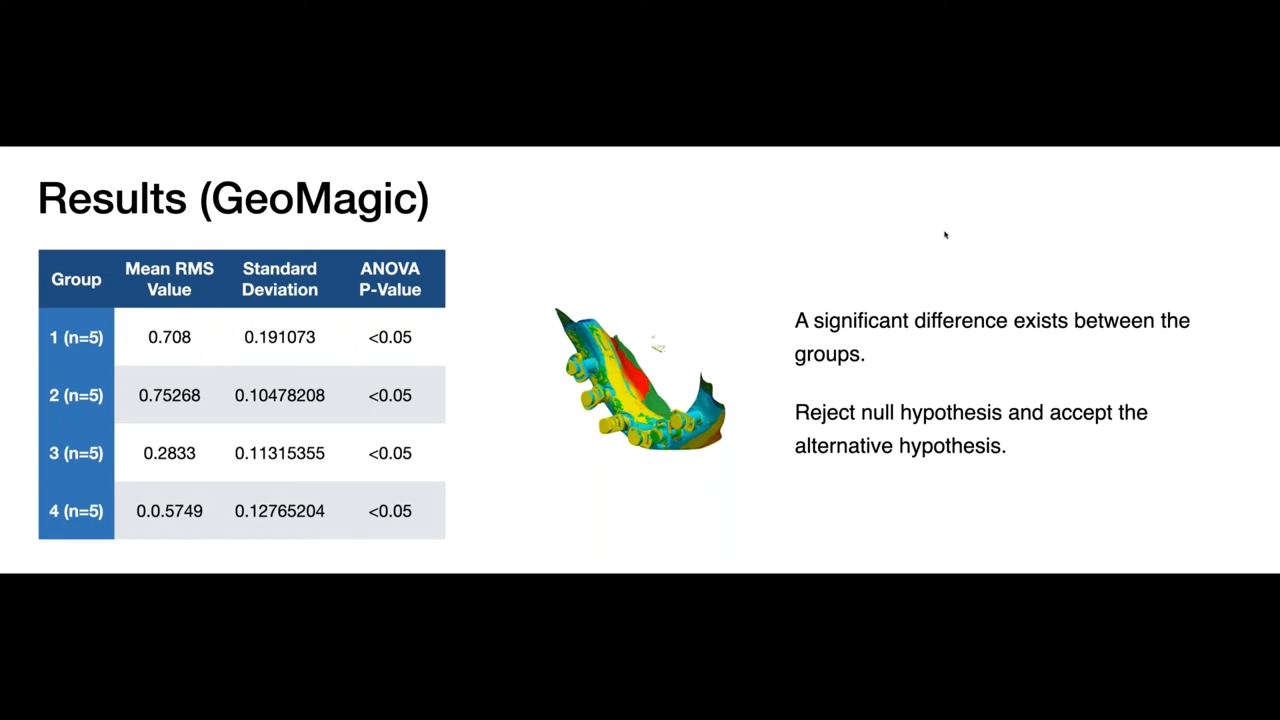 Results (GeoMagic)
Group Mean RMS Value Standard Deviation ANOVA P-Value
1 (n=5) 0.708 0.191073 <0.05
2 (n=5) 0.75268 0.10478208 <0.05
3 (n=5) 0.2833 0.11315355 <0.05
4 (n=5) 0.0.5749 0.12765204 <0.05
A significant difference exists between the
groups.
Reject null hypothesis and accept the
alternative hypothesis.